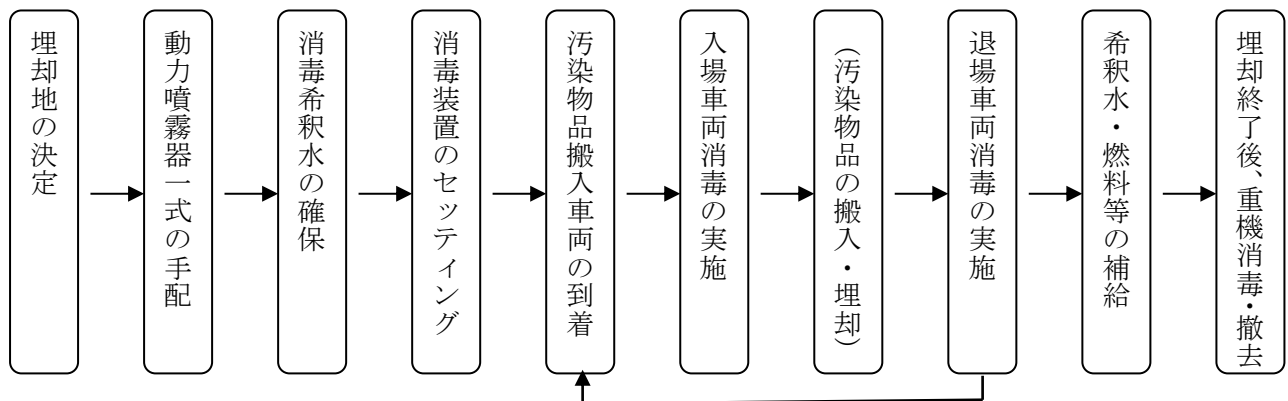 埋却地の決定
動力噴霧器一式の手配
消毒希釈水の確保
消毒装置のセッティング
汚染物品搬入車両の到着
入場車両消毒の実施
（汚染物品の搬入・埋却）
退場車両消毒の実施
希釈水・燃料等の補給
埋却終了後、重機消毒・撤去